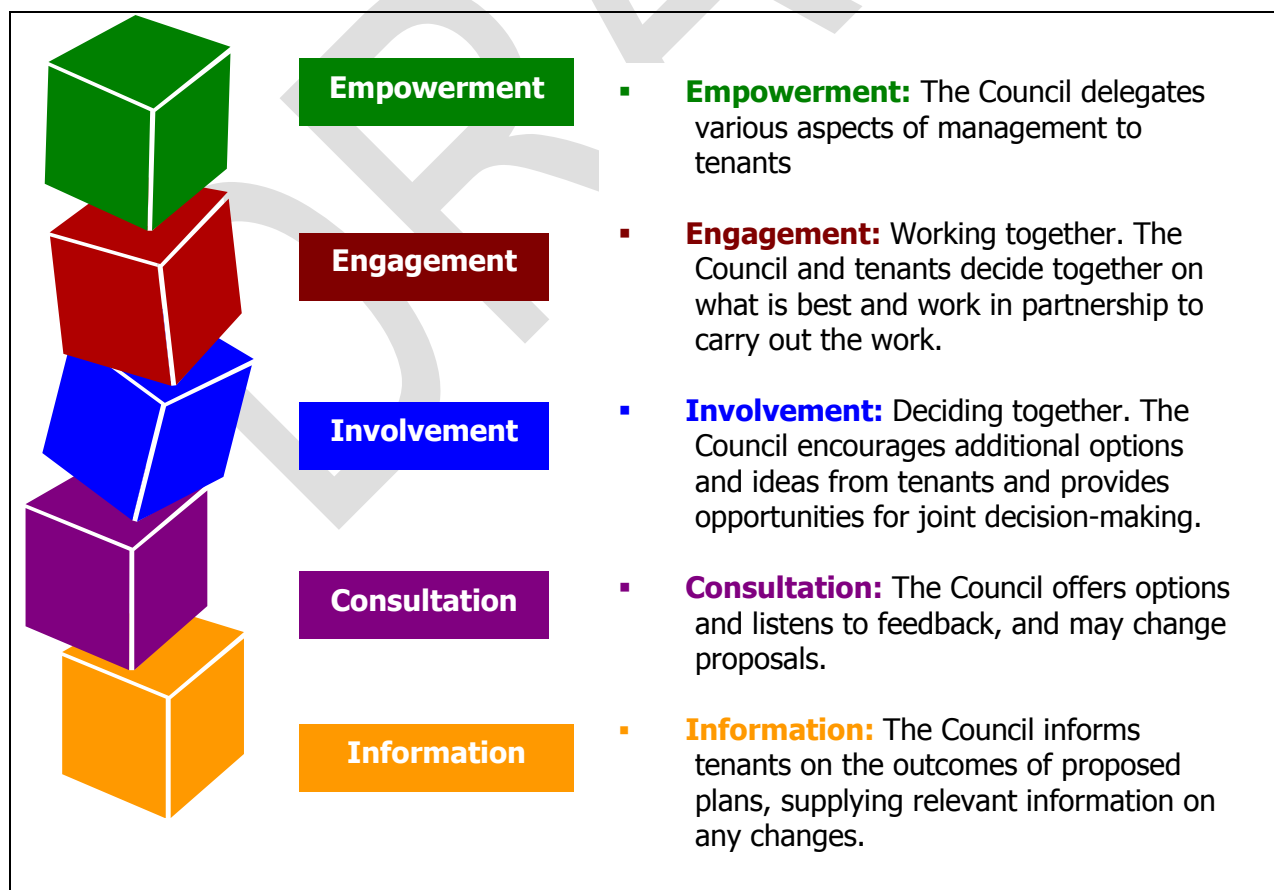 Empowerment
▪ Empowerment: The Council delegates
various aspects of management to
tenants
Engagement
▪ Engagement: Working together. The
Council and tenants decide together on
what is best and work in partnership to
carry out the work.
Involvement
▪ Involvement: Deciding together. The
Council encourages additional options
and ideas from tenants and provides
opportunities for joint decision-making.
Consultation
▪ Consultation: The Council offers options
and listens to feedback, and may change
proposals.
Information
▪ Information: The Council informs
tenants on the outcomes of proposed
plans, supplying relevant information on
any changes.